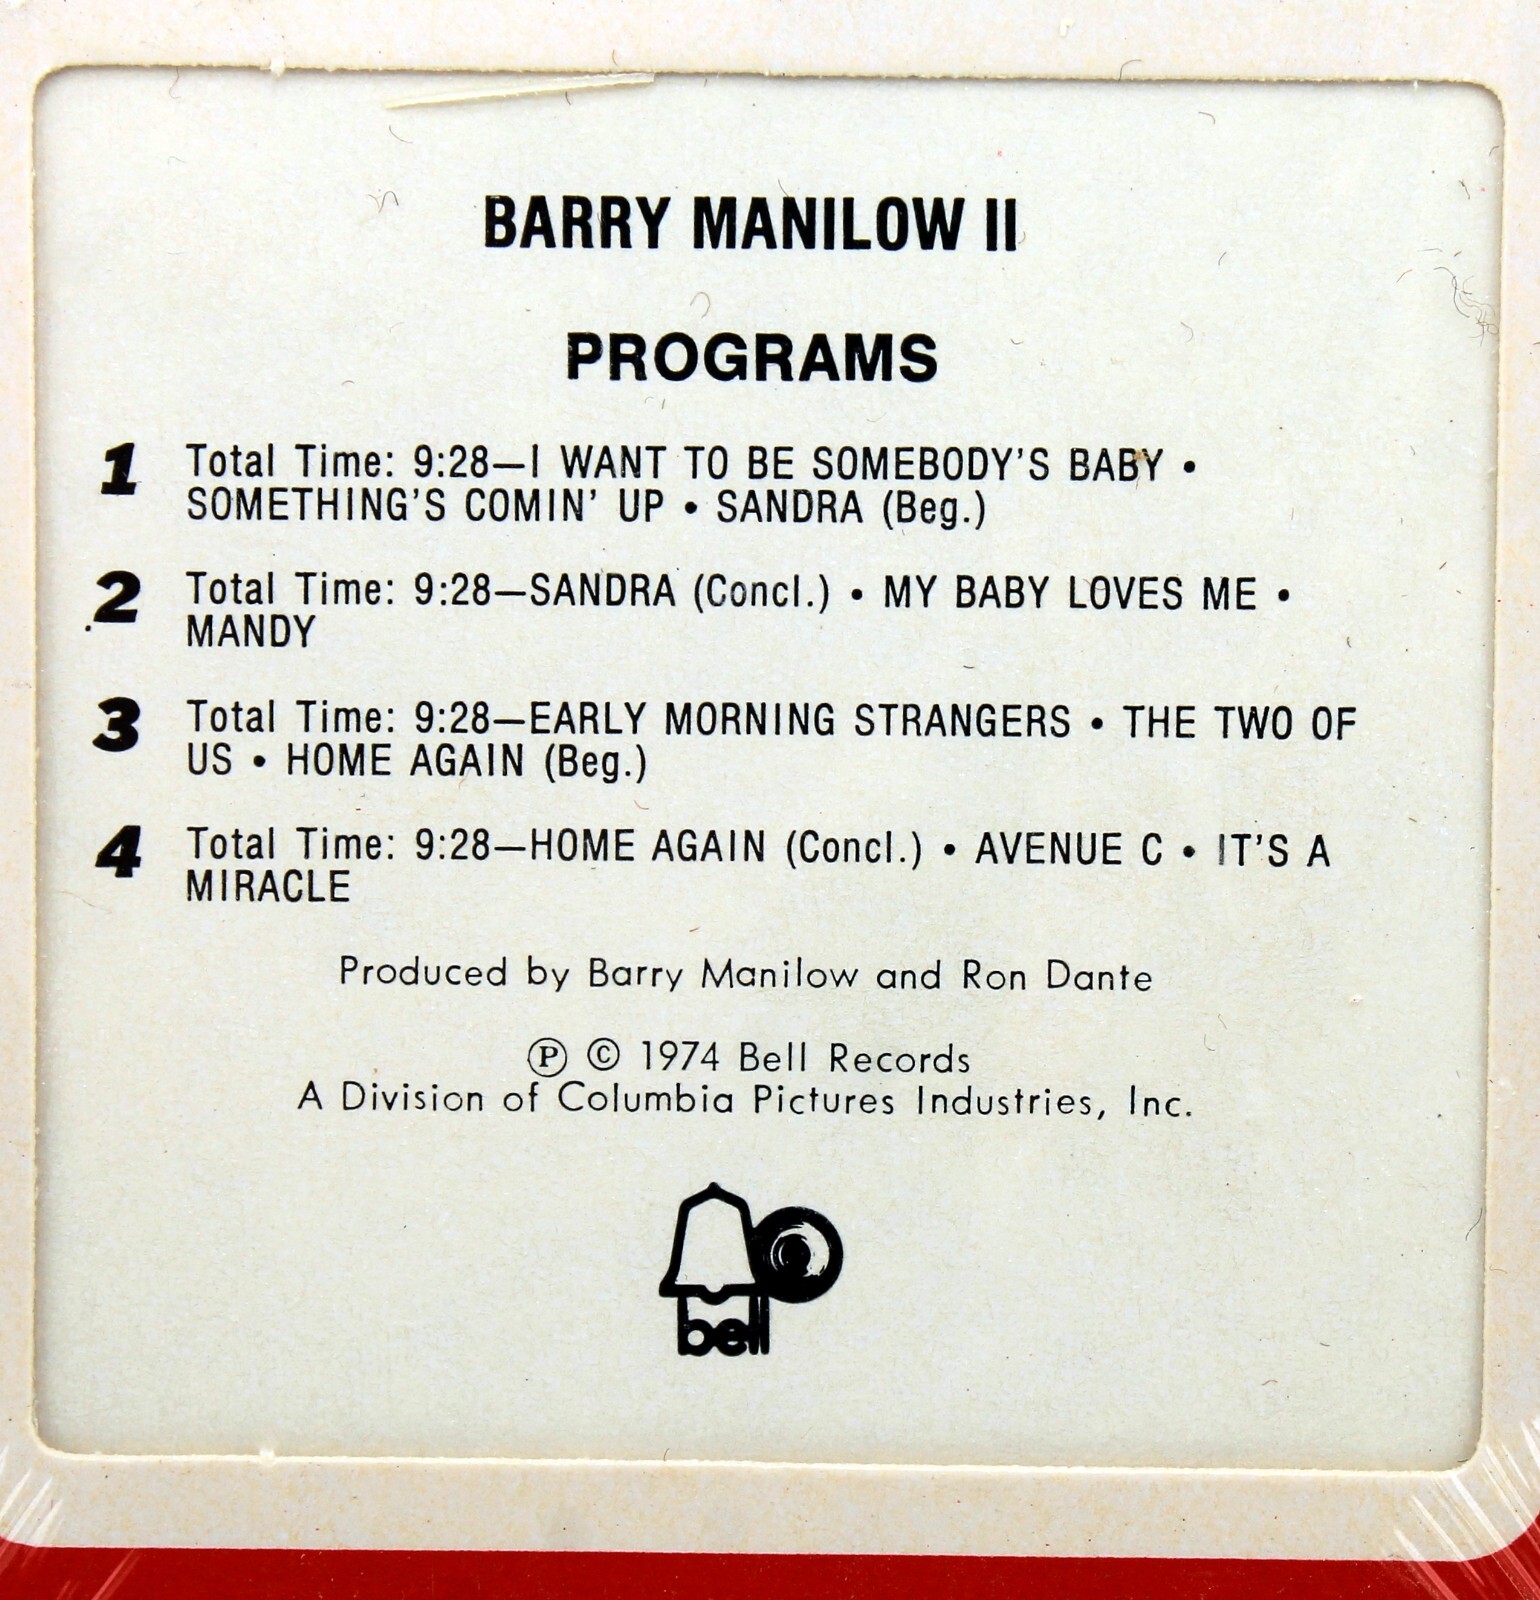 BARRY MANILOW II
PROGRAMS
1 Total Time: 9:28—I WANT TO BE SOMEBODY'S BABY •
SOMETHING'S COMIN' UP • SANDRA (Beg.)
2 Total Time: 9:28—SANDRA (Concl.) • MY BABY LOVES ME •
MANDY
3 Total Time: 9:28—EARLY MORNING STRANGERS • THE TWO OF
US • HOME AGAIN (Beg.)
4 Total Time: 9:28—HOME AGAIN (Concl.) • AVENUE C • IT'S A
MIRACLE
Produced by Barry Manilow and Ron Dante
Ⓟ © 1974 Bell Records
A Division of Columbia Pictures Industries, Inc.
bell